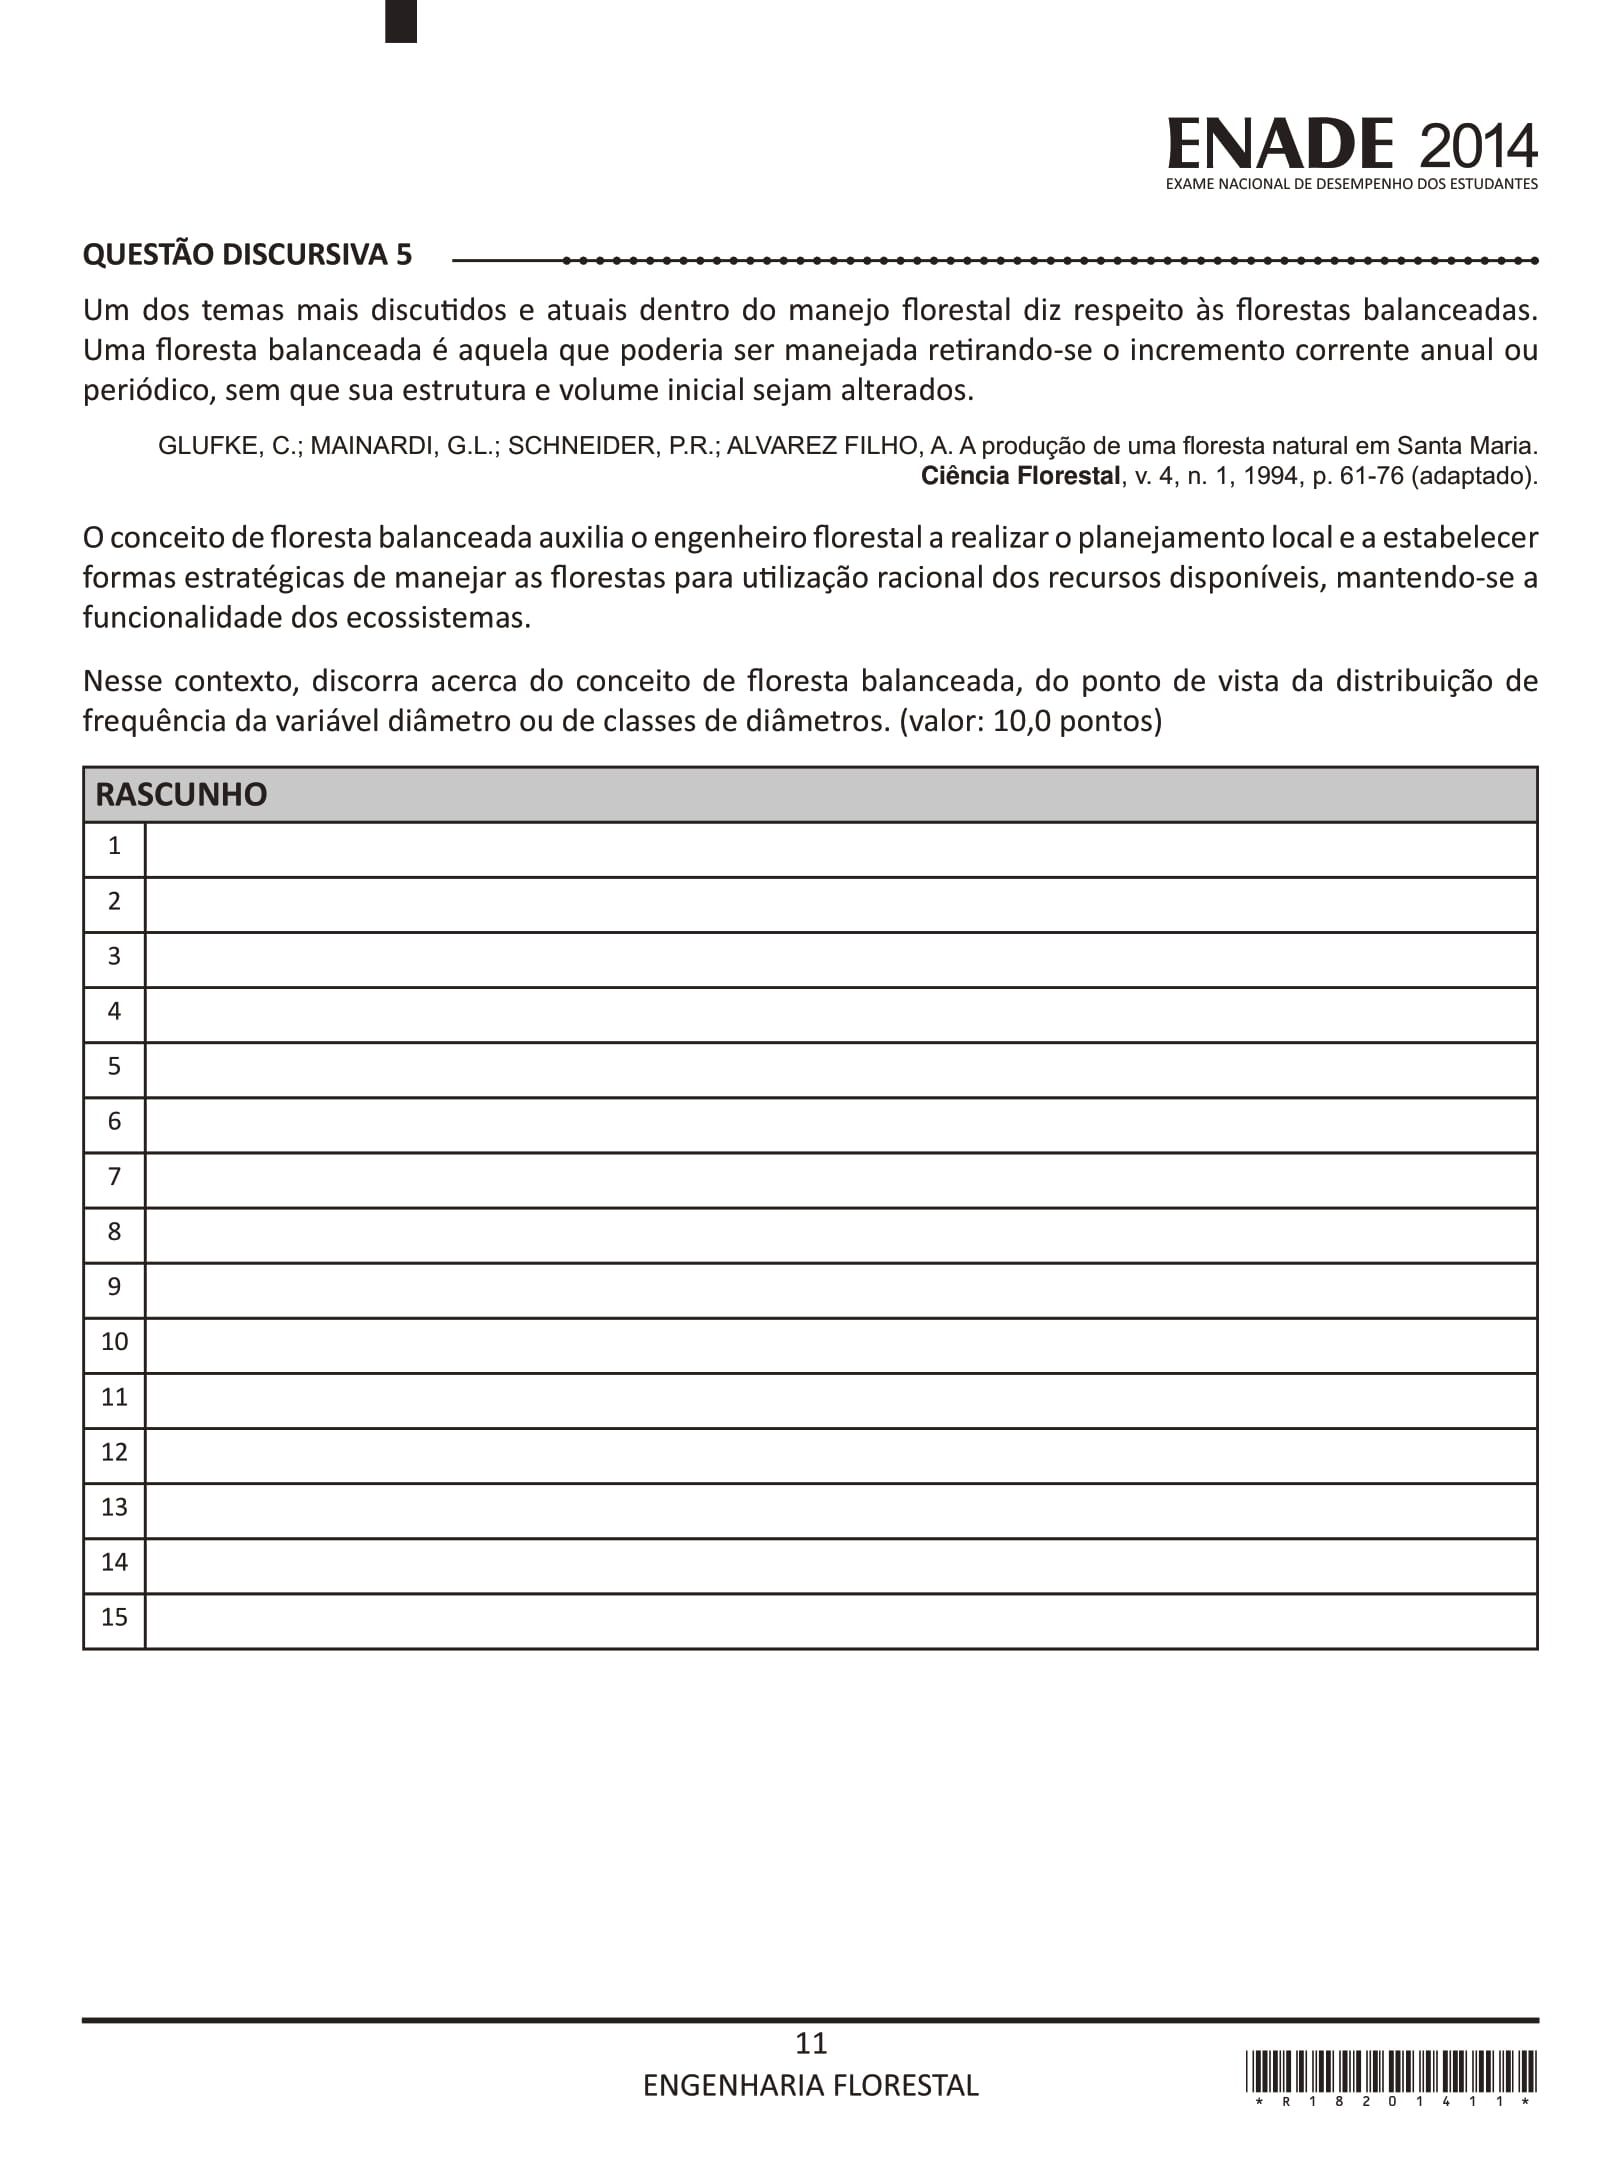 ENADE 2014
EXAME NACIONAL DE DESEMPENHO DOS ESTUDANTES
QUESTÃO DISCURSIVA 5
Um dos temas mais discutidos e atuais dentro do manejo florestal diz respeito às florestas balanceadas.
Uma floresta balanceada é aquela que poderia ser manejada retirando-se o incremento corrente anual ou
periódico, sem que sua estrutura e volume inicial sejam alterados.
GLUFKE, C.; MAINARDI, G.L.; SCHNEIDER, P.R.; ALVAREZ FILHO, A. A produção de uma floresta natural em Santa Maria.
Ciência Florestal, v. 4, n. 1, 1994, p. 61-76 (adaptado).
O conceito de floresta balanceada auxilia o engenheiro florestal a realizar o planejamento local e a estabelecer
formas estratégicas de manejar as florestas para utilização racional dos recursos disponíveis, mantendo-se a
funcionalidade dos ecossistemas.
Nesse contexto, discorra acerca do conceito de floresta balanceada, do ponto de vista da distribuição de
frequência da variável diâmetro ou de classes de diâmetros. (valor: 10,0 pontos)
RASCUNHO
1
2
3
4
5
6
7
8
9
10
11
12
13
14
15
11
ENGENHARIA FLORESTAL
*R18201411*